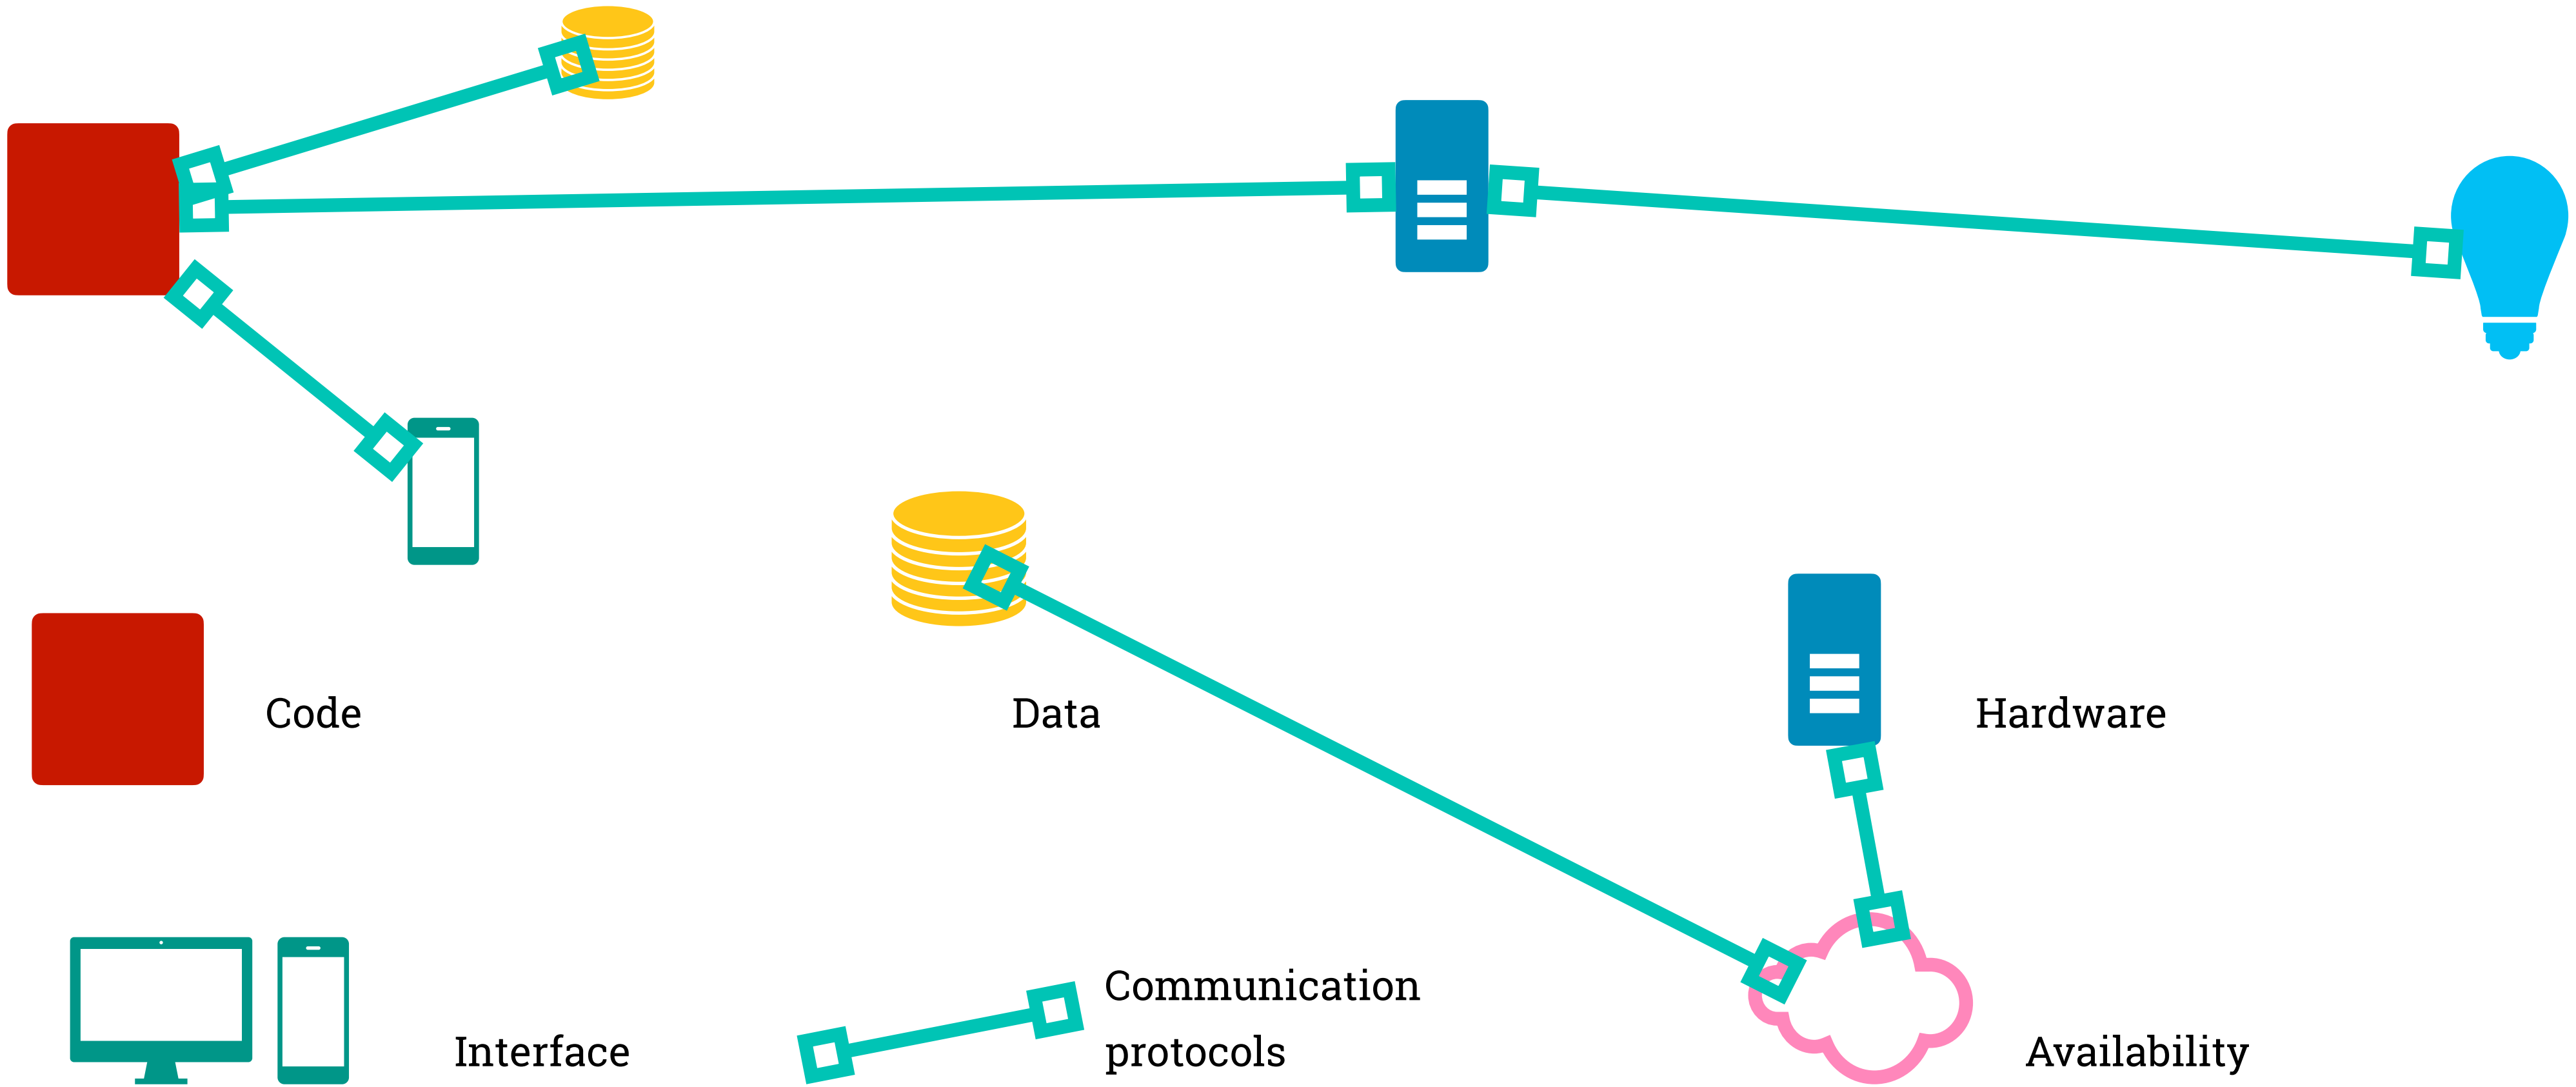 Code
Data
Hardware
Interface
Communication
protocols
Availability